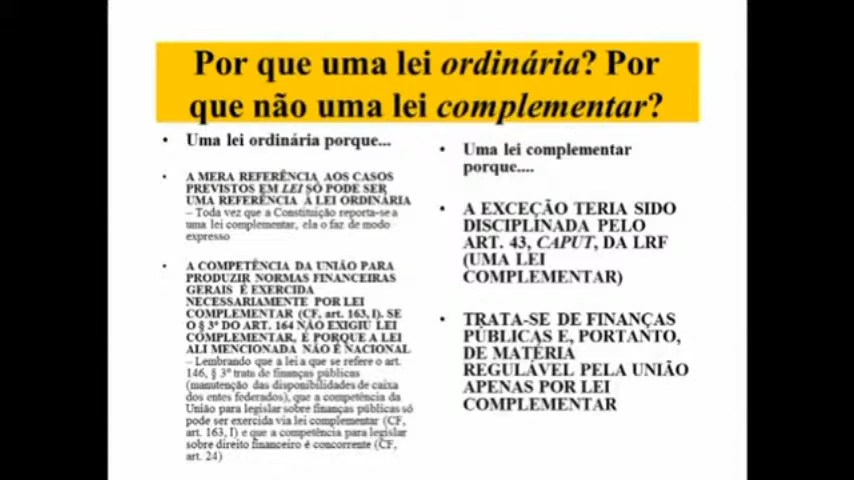 Por que uma lei ordinária? Por
que não uma lei complementar?
• Uma lei ordinária porque...
• A MERA REFERÊNCIA AOS CASOS
PREVISTOS EM LEI SÓ PODE SER
UMA REFERÊNCIA À LEI ORDINÁRIA
– Toda vez que a Constituição reporta-se a
uma lei complementar, ela o faz de modo
expresso
• A COMPETÊNCIA DA UNIÃO PARA
PRODUZIR NORMAS FINANCEIRAS
GERAIS É EXERCIDA
NECESSARIAMENTE POR LEI
COMPLEMENTAR (CF, art. 163, I). SE
O § 3º DO ART. 164 NÃO EXIGIU LEI
COMPLEMENTAR, É PORQUE A LEI
ALI MENCIONADA NÃO É NACIONAL
– Lembrando que a lei a que se refere o art.
146, § 3º trata de finanças públicas
(manutenção das disponibilidades de caixa
dos entes federados), que a competência da
União para legislar sobre finanças públicas só
pode ser exercida via lei complementar (CF,
art. 163, I) e que a competência para legislar
sobre direito financeiro é concorrente (CF,
art. 24)
• Uma lei complementar
porque....
• A EXCEÇÃO TERIA SIDO
DISCIPLINADA PELO
ART. 43, CAPUT, DA LRF
(UMA LEI
COMPLEMENTAR)
• TRATA-SE DE FINANÇAS
PÚBLICAS E, PORTANTO,
DE MATÉRIA
REGULÁVEL PELA UNIÃO
APENAS POR LEI
COMPLEMENTAR